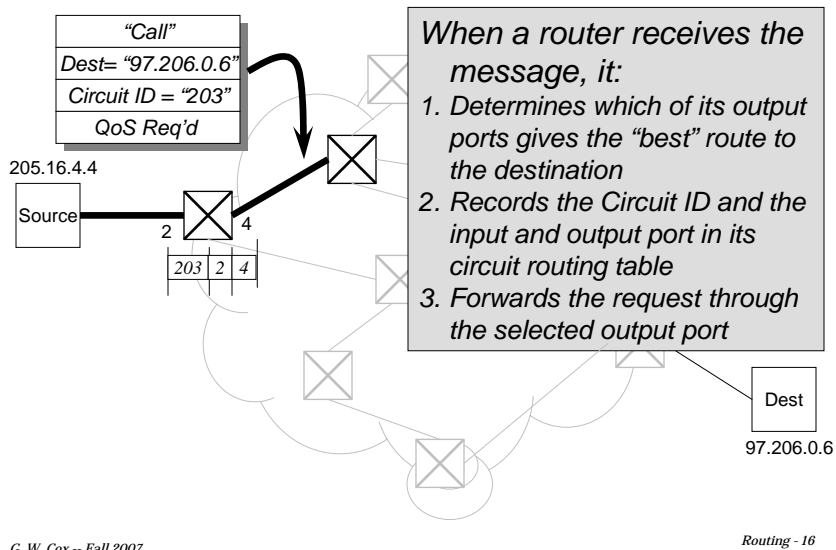 "Call"
Dest= "97.206.0.6"
Circuit ID = "203"
QoS Req'd
When a router receives the
message, it:
1. Determines which of its output
ports gives the "best" route to
the destination
2. Records the Circuit ID and the
input and output port in its
circuit routing table
3. Forwards the request through
the selected output port
205.16.4.4
Source
2
4
203 2 4
Dest
97.206.0.6
G. W. Cox -- Fall 2007
Routing - 16